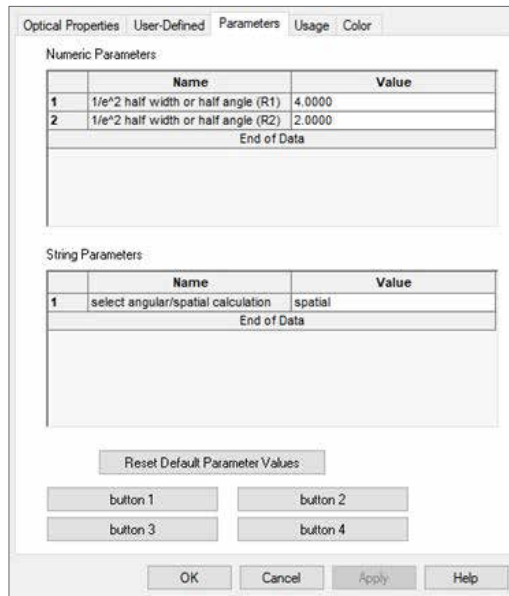 Optical Properties User-Defined Parameters Usage Color
Numeric Parameters
Name Value
1 1/e^2 half width or half angle (R1) 4.0000
2 1/e^2 half width or half angle (R2) 2.0000
End of Data
String Parameters
Name Value
1 select angular/spatial calculation spatial
End of Data
Reset Default Parameter Values
button 1 button 2
button 3 button 4
OK Cancel Apply Help